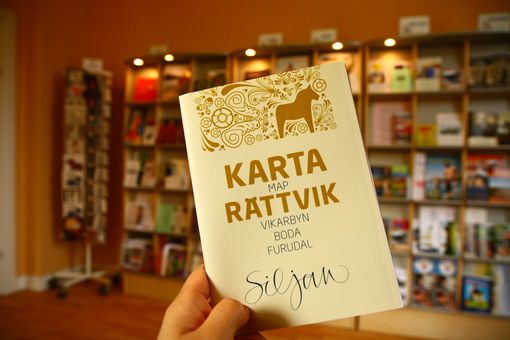 KARTA
MAP
RÄTTVIK
VIKARBYN
BODA
FURUDAL
Siljan